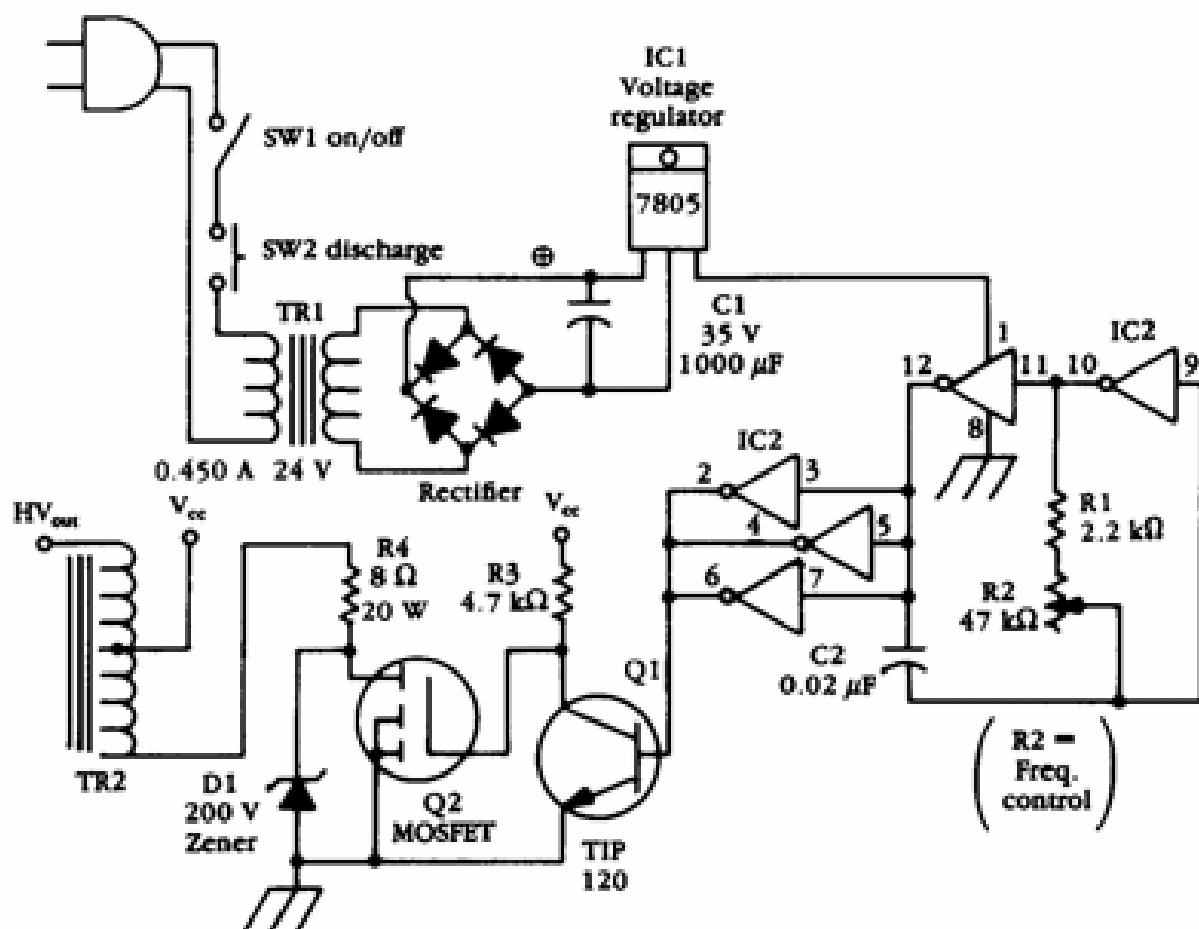 IC1
Voltage
regulator
7805
SW1 on/off
SW2 discharge
⊕
TR1
C1
35 V
1000 µF
1
IC2
12
11
10
9
8
0.450 A 24 V
Rectifier
IC2
2
3
4
5
6
7
R1
2.2 kΩ
R2
47 kΩ
C2
0.02 µF
HVout
Vcc
Vcc
R4
8 Ω
20 W
R3
4.7 kΩ
Q1
TR2
D1
200 V
Zener
Q2
MOSFET
TIP
120
(R2 =
Freq.
control)